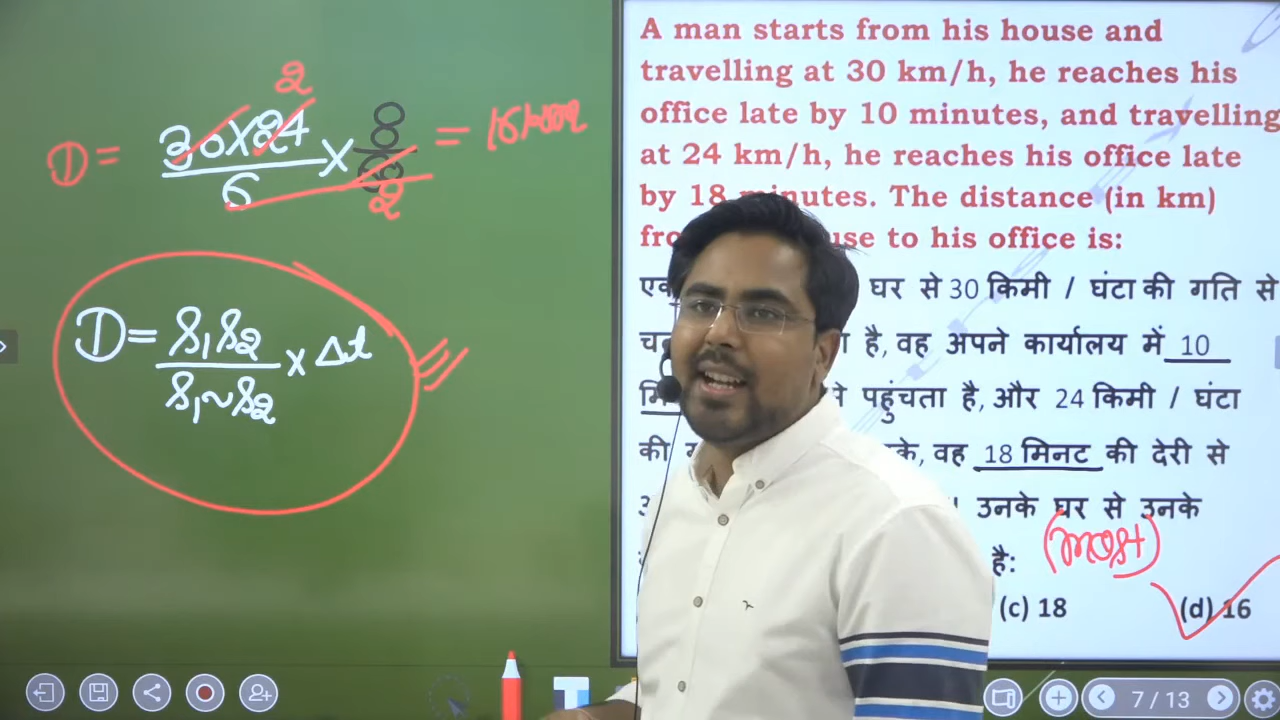 D = 30×24/6 × 8/60 = 16 km
2
2
D = s₁s₂/s₁~s₂ × Δt
A man starts from his house and
travelling at 30 km/h, he reaches his
office late by 10 minutes, and travelling
at 24 km/h, he reaches his office late
by 18 minutes. The distance (in km)
to his office is:
घर से 30 किमी / घंटा की गति से
है, वह अपने कार्यालय में 10
पहुंचता है, और 24 किमी / घंटा
की वह 18 मिनट की देरी से
उनके घर से उनके
है:
(most)
(c) 18 (d) 16
7 / 13